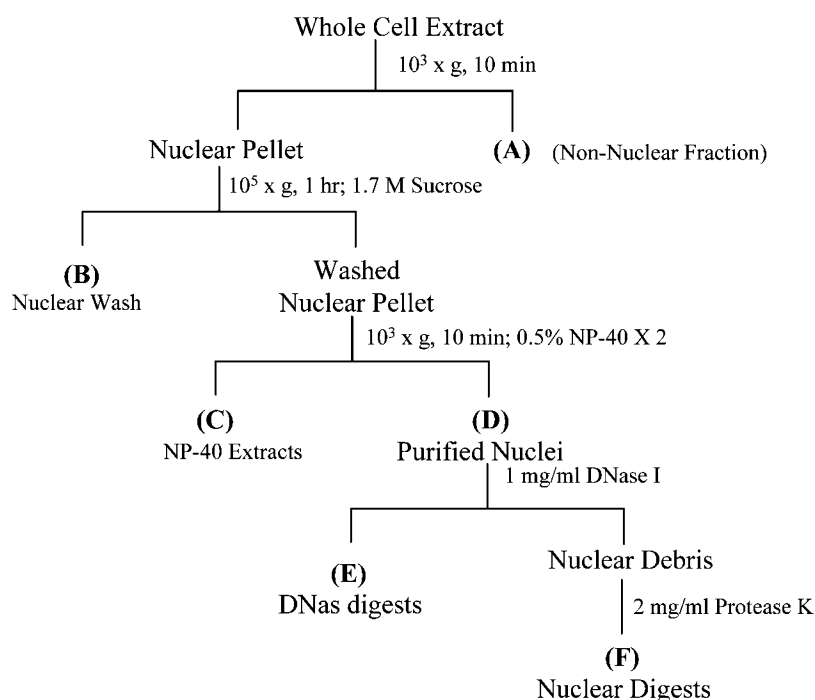 Whole Cell Extract
10³ x g, 10 min
Nuclear Pellet
(A) (Non-Nuclear Fraction)
10⁵ x g, 1 hr; 1.7 M Sucrose
(B)
Nuclear Wash
Washed
Nuclear Pellet
10³ x g, 10 min; 0.5% NP-40 X 2
(C)
NP-40 Extracts
(D)
Purified Nuclei
1 mg/ml DNase I
(E)
DNas digests
Nuclear Debris
2 mg/ml Protease K
(F)
Nuclear Digests